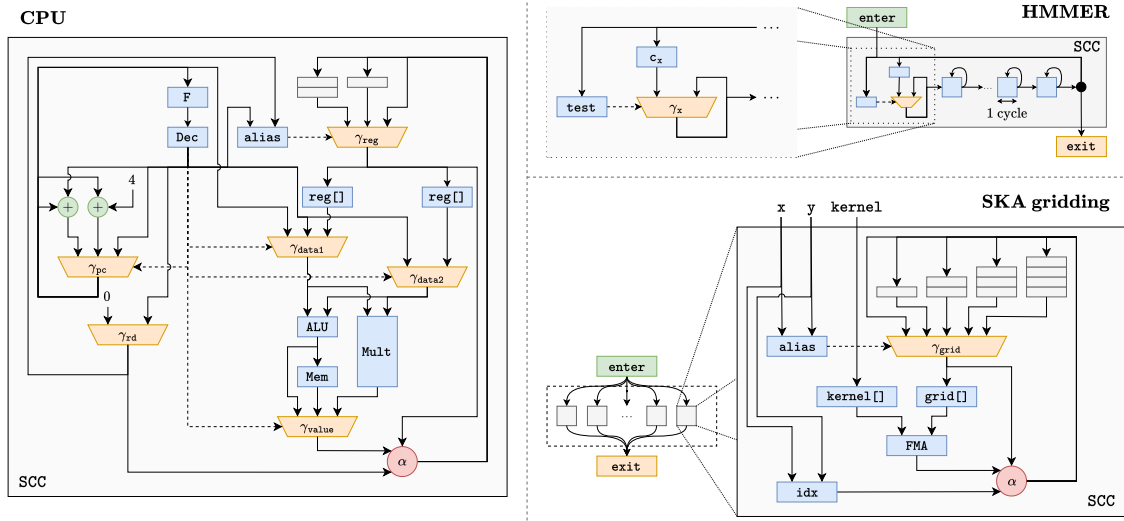 CPU
F
Dec
alias
γreg
reg[]
reg[]
4
+
+
γdata1
γpc
γdata2
0
γrd
ALU
Mult
Mem
γvalue
α
SCC
HMMER
enter
SCC
...
cx
test
γx
...
...
1 cycle
exit
SKA gridding
x y kernel
alias
γgrid
kernel[]
grid[]
FMA
idx
α
SCC
enter
...
exit